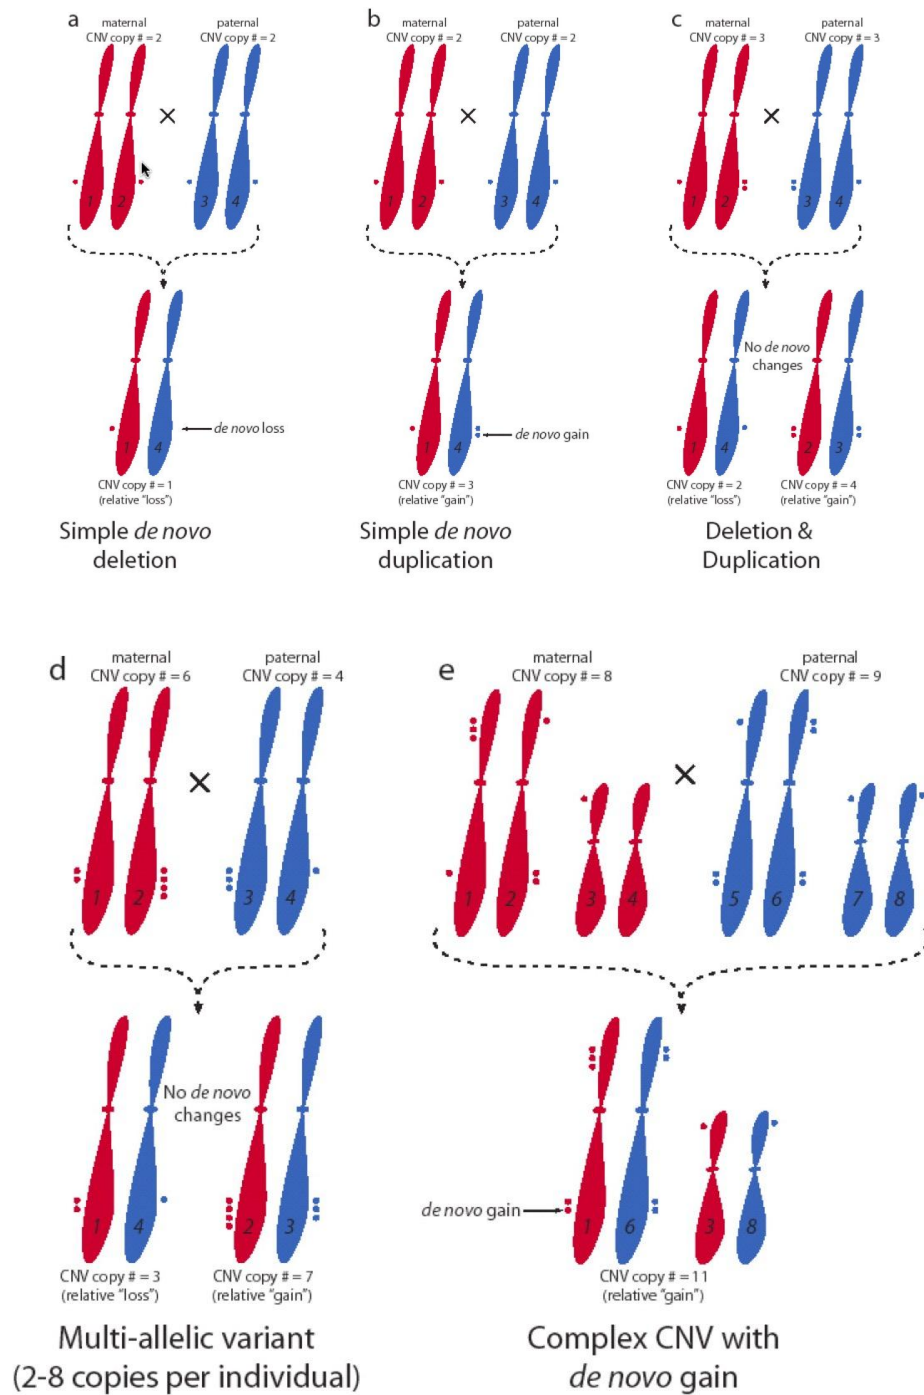 a
maternal
CNV copy # = 2
paternal
CNV copy # = 2
1
2
×
3
4
1
4
de novo loss
CNV copy # = 1
(relative "loss")
Simple de novo
deletion
b
maternal
CNV copy # = 2
paternal
CNV copy # = 2
1
2
×
3
4
1
4
de novo gain
CNV copy # = 3
(relative "gain")
Simple de novo
duplication
c
maternal
CNV copy # = 3
paternal
CNV copy # = 3
1
2
×
3
4
No de novo
changes
1
4
2
3
CNV copy # = 2
(relative "loss")
CNV copy # = 4
(relative "gain")
Deletion &
Duplication
d
maternal
CNV copy # = 6
paternal
CNV copy # = 4
1
2
×
3
4
No de novo
changes
1
4
2
3
CNV copy # = 3
(relative "loss")
CNV copy # = 7
(relative "gain")
Multi-allelic variant
(2-8 copies per individual)
e
maternal
CNV copy # = 8
paternal
CNV copy # = 9
1
2
3
4
×
5
6
7
8
de novo gain
1
6
3
8
CNV copy # = 11
(relative "gain")
Complex CNV with
de novo gain